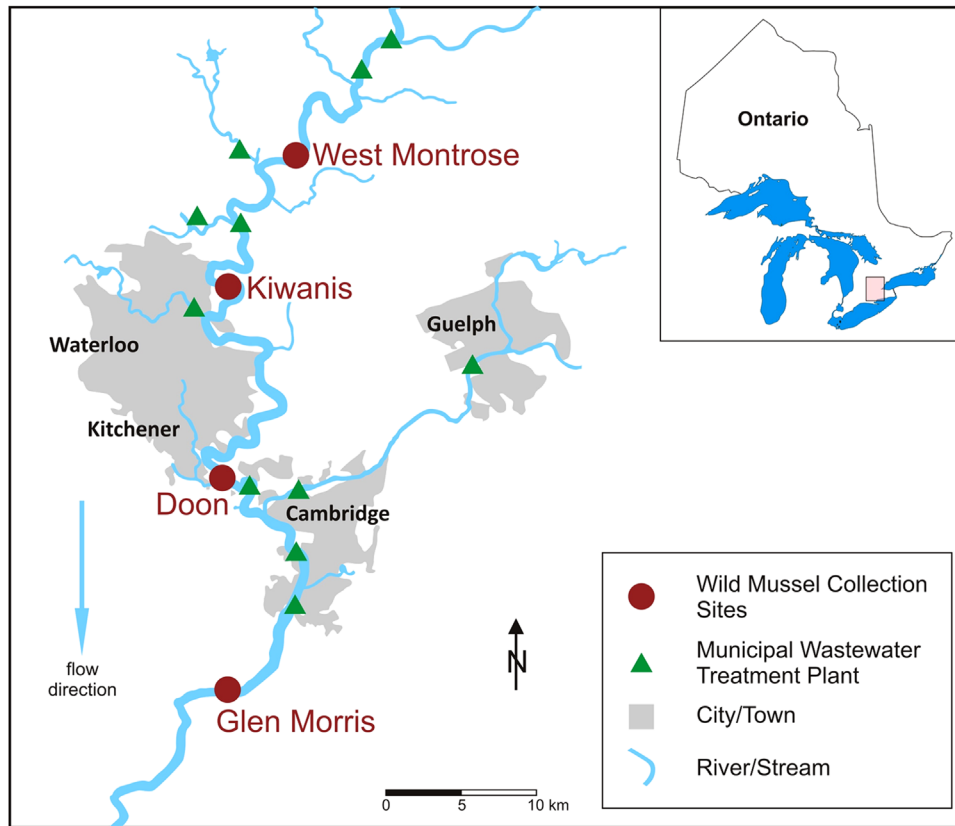 Ontario
West Montrose
Kiwanis
Guelph
Waterloo
Kitchener
Doon
Cambridge
flow
direction
N
Glen Morris
0 5 10 km
Wild Mussel Collection
Sites
Municipal Wastewater
Treatment Plant
City/Town
River/Stream